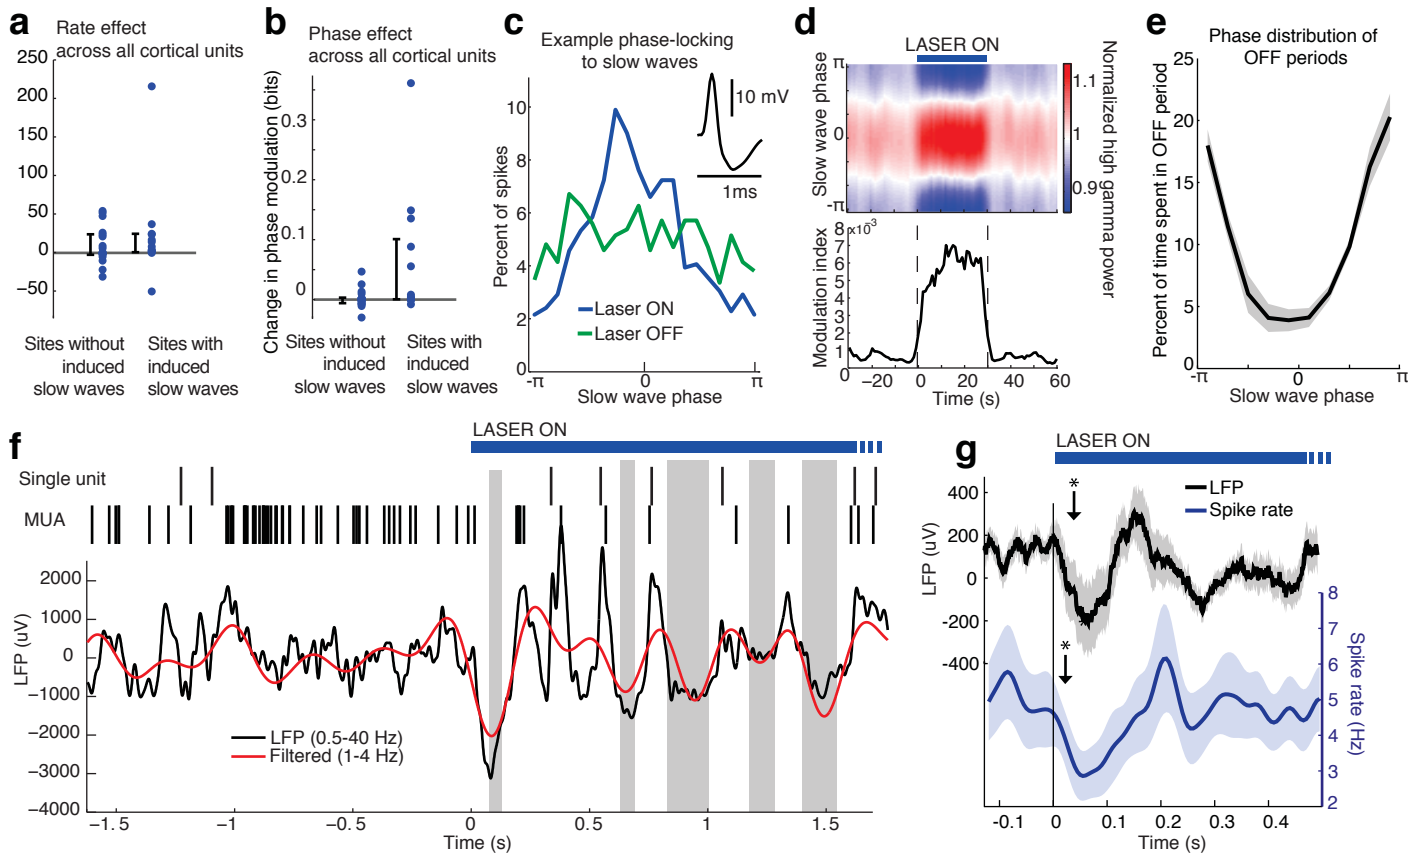 a
Rate effect
across all cortical units
250
200
150
100
50
0
−50
Sites without
induced
slow waves
Sites with
induced
slow waves
b
Phase effect
across all cortical units
Change in phase modulation (bits)
0.3
0.2
0.1
0
Sites without
induced
slow waves
Sites with
induced
slow waves
c
Example phase-locking
to slow waves
10 mV
1ms
Percent of spikes
10
8
6
4
2
0
Laser ON
Laser OFF
-π
0
π
Slow wave phase
d
LASER ON
Slow wave phase
π
0
-π
1.1
1
0.9
Normalized high gamma power
Modulation index
8
x10-3
7
6
5
4
3
2
1
0
−20
0
20
40
60
Time (s)
e
Phase distribution of
OFF periods
Percent of time spent in OFF period
25
20
15
10
5
0
-π
0
π
Slow wave phase
f
LASER ON
Single unit
MUA
LFP (uV)
2000
1000
0
−1000
−2000
−3000
−4000
LFP (0.5-40 Hz)
Filtered (1-4 Hz)
−1.5
−1
−0.5
0
0.5
1
1.5
Time (s)
g
LASER ON
LFP
Spike rate
*
*
LFP (uV)
400
200
0
-200
-400
8
7
6
5
4
3
2
Spike rate (Hz)
-0.1
0
0.1
0.2
0.3
0.4
Time (s)